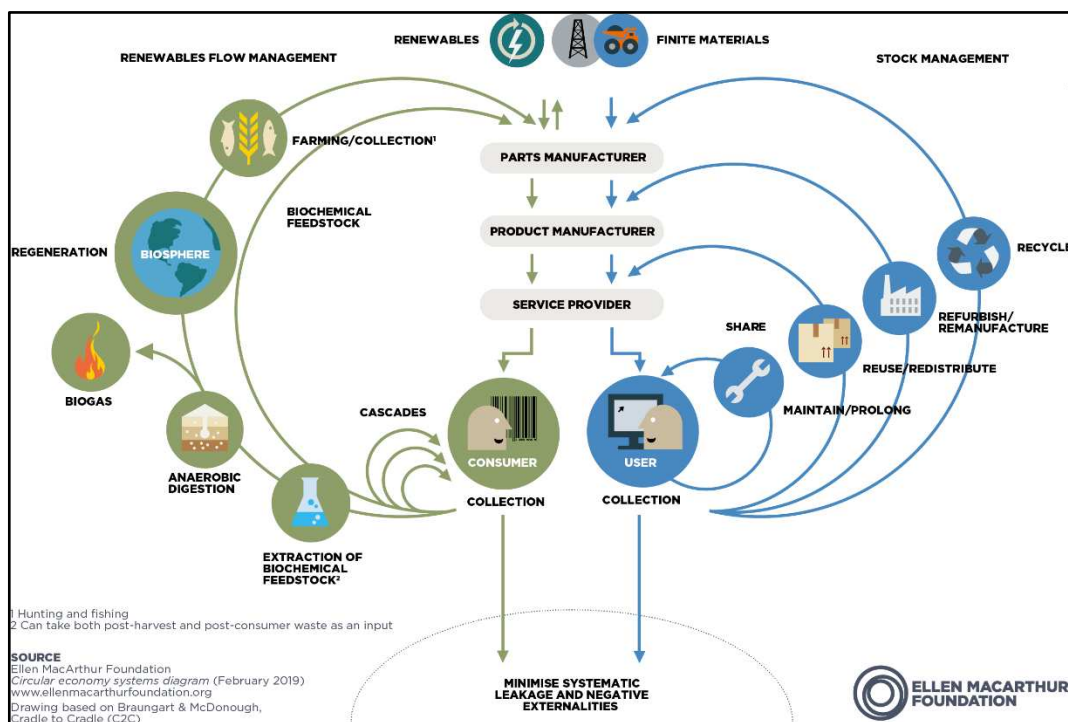 RENEWABLES
FINITE MATERIALS
RENEWABLES FLOW MANAGEMENT
STOCK MANAGEMENT
FARMING/COLLECTION¹
PARTS MANUFACTURER
BIOCHEMICAL
FEEDSTOCK
REGENERATION
BIOSPHERE
PRODUCT MANUFACTURER
RECYCLE
SERVICE PROVIDER
SHARE
REFURBISH/
REMANUFACTURE
REUSE/REDISTRIBUTE
BIOGAS
CASCADES
MAINTAIN/PROLONG
CONSUMER
USER
ANAEROBIC
DIGESTION
COLLECTION
COLLECTION
EXTRACTION OF
BIOCHEMICAL
FEEDSTOCK²
1 Hunting and fishing
2 Can take both post-harvest and post-consumer waste as an input
SOURCE
Ellen MacArthur Foundation
Circular economy systems diagram (February 2019)
www.ellenmacarthurfoundation.org
Drawing based on Braungart & McDonough,
Cradle to Cradle (C2C)
MINIMISE SYSTEMATIC
LEAKAGE AND NEGATIVE
EXTERNALITIES
ELLEN MACARTHUR
FOUNDATION